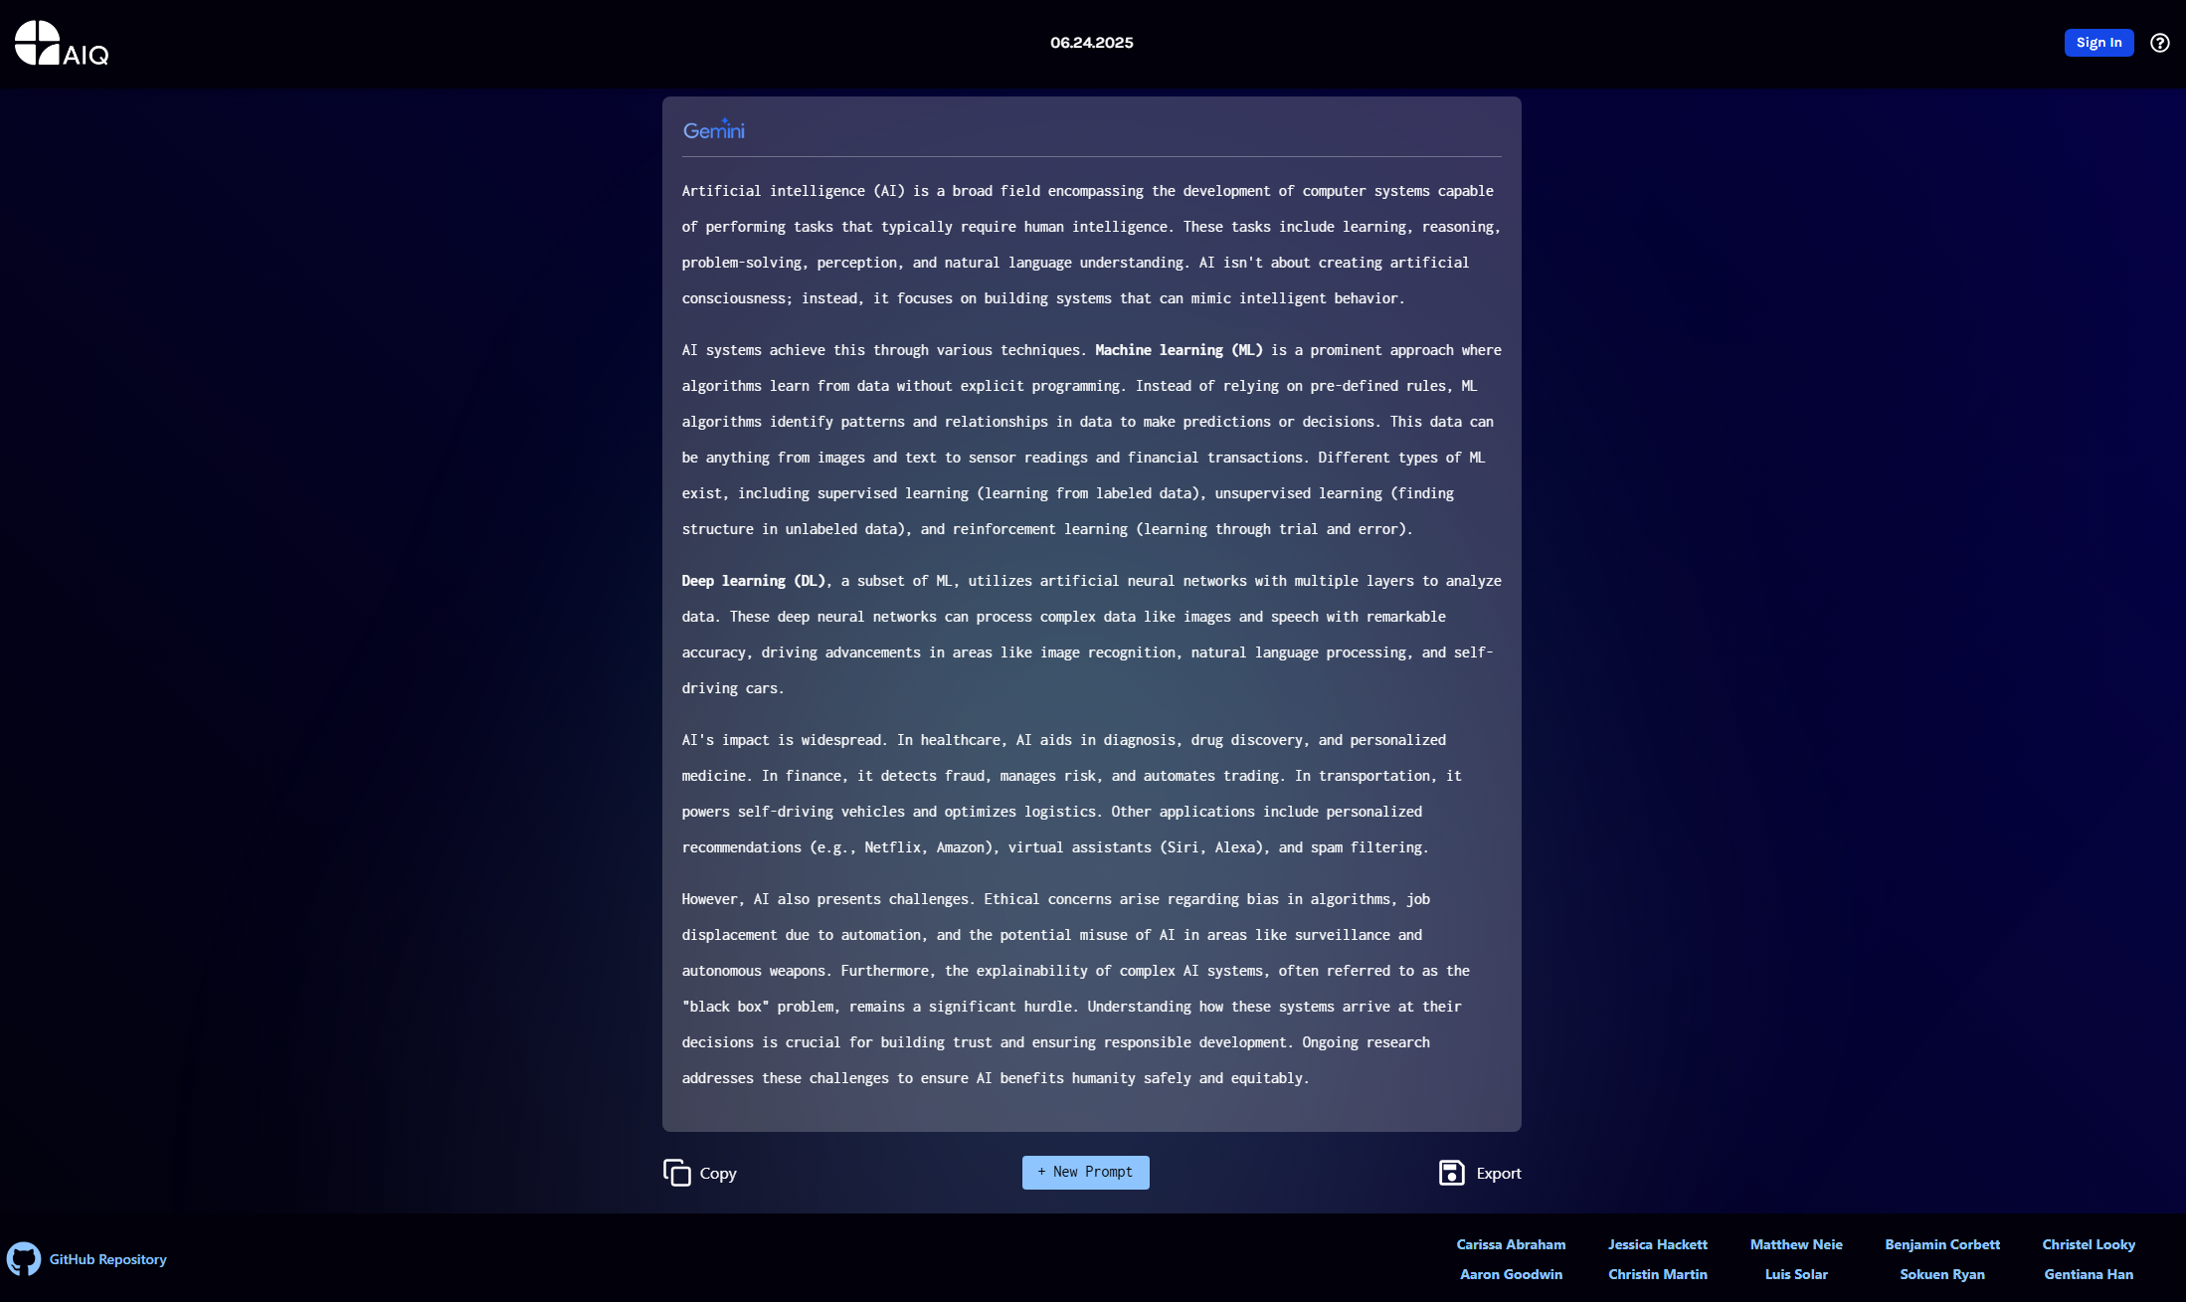 AIQ
06.24.2025
Sign In
Gemini
Artificial intelligence (AI) is a broad field encompassing the development of computer systems capable
of performing tasks that typically require human intelligence. These tasks include learning, reasoning,
problem-solving, perception, and natural language understanding. AI isn't about creating artificial
consciousness; instead, it focuses on building systems that can mimic intelligent behavior.
AI systems achieve this through various techniques. Machine learning (ML) is a prominent approach where
algorithms learn from data without explicit programming. Instead of relying on pre-defined rules, ML
algorithms identify patterns and relationships in data to make predictions or decisions. This data can
be anything from images and text to sensor readings and financial transactions. Different types of ML
exist, including supervised learning (learning from labeled data), unsupervised learning (finding
structure in unlabeled data), and reinforcement learning (learning through trial and error).
Deep learning (DL), a subset of ML, utilizes artificial neural networks with multiple layers to analyze
data. These deep neural networks can process complex data like images and speech with remarkable
accuracy, driving advancements in areas like image recognition, natural language processing, and self-
driving cars.
AI's impact is widespread. In healthcare, AI aids in diagnosis, drug discovery, and personalized
medicine. In finance, it detects fraud, manages risk, and automates trading. In transportation, it
powers self-driving vehicles and optimizes logistics. Other applications include personalized
recommendations (e.g., Netflix, Amazon), virtual assistants (Siri, Alexa), and spam filtering.
However, AI also presents challenges. Ethical concerns arise regarding bias in algorithms, job
displacement due to automation, and the potential misuse of AI in areas like surveillance and
autonomous weapons. Furthermore, the explainability of complex AI systems, often referred to as the
"black box" problem, remains a significant hurdle. Understanding how these systems arrive at their
decisions is crucial for building trust and ensuring responsible development. Ongoing research
addresses these challenges to ensure AI benefits humanity safely and equitably.
Copy
+ New Prompt
Export
GitHub Repository
Carissa Abraham Jessica Hackett Matthew Neie Benjamin Corbett Christel Looky
Aaron Goodwin Christin Martin Luis Solar Sokuen Ryan Gentiana Han